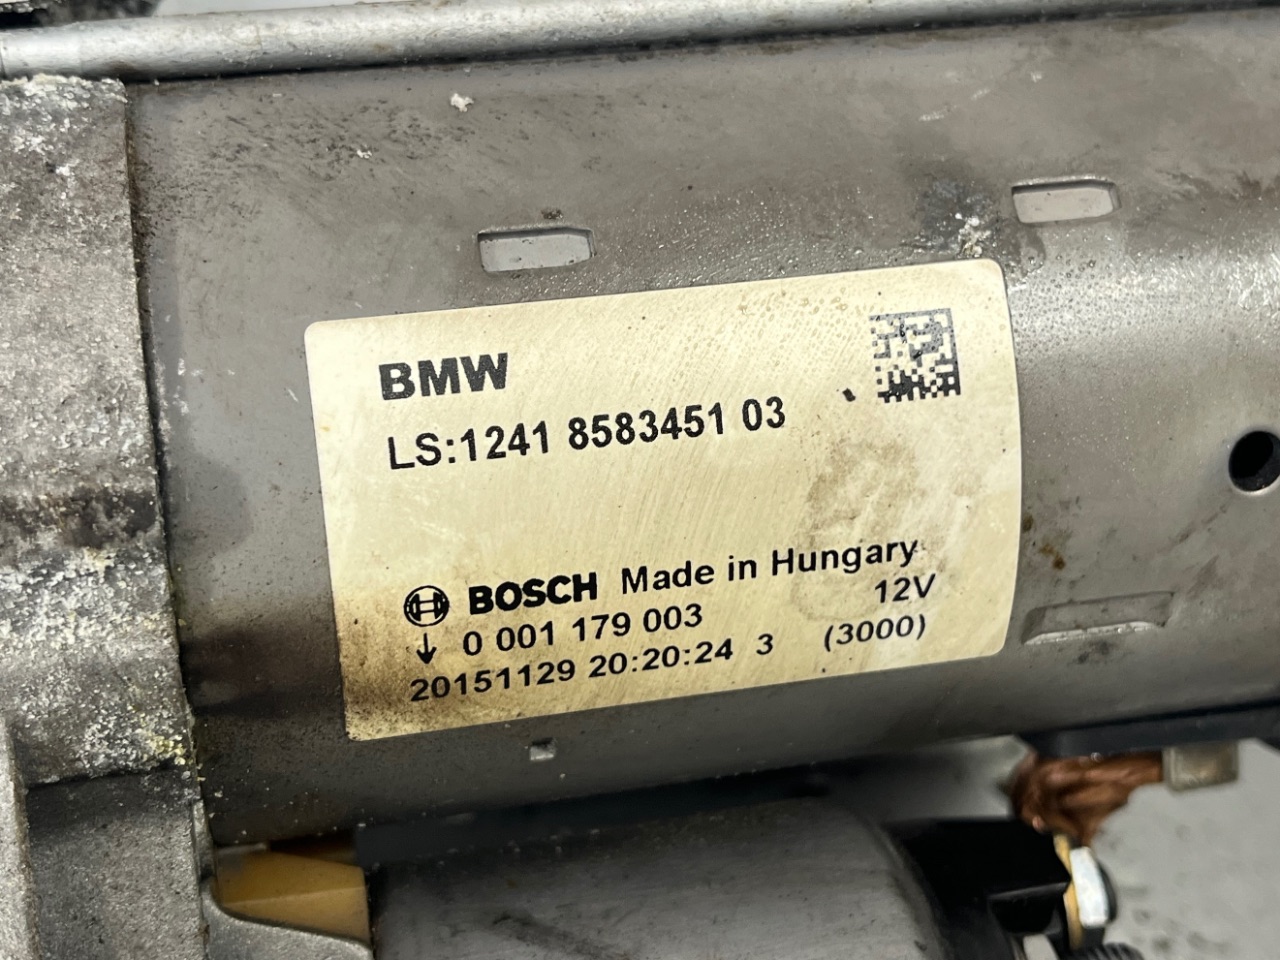 BMW
LS:1241 8583451 03
BOSCH Made in Hungary
0 001 179 003 12V
20151129 20:20:24 3 (3000)